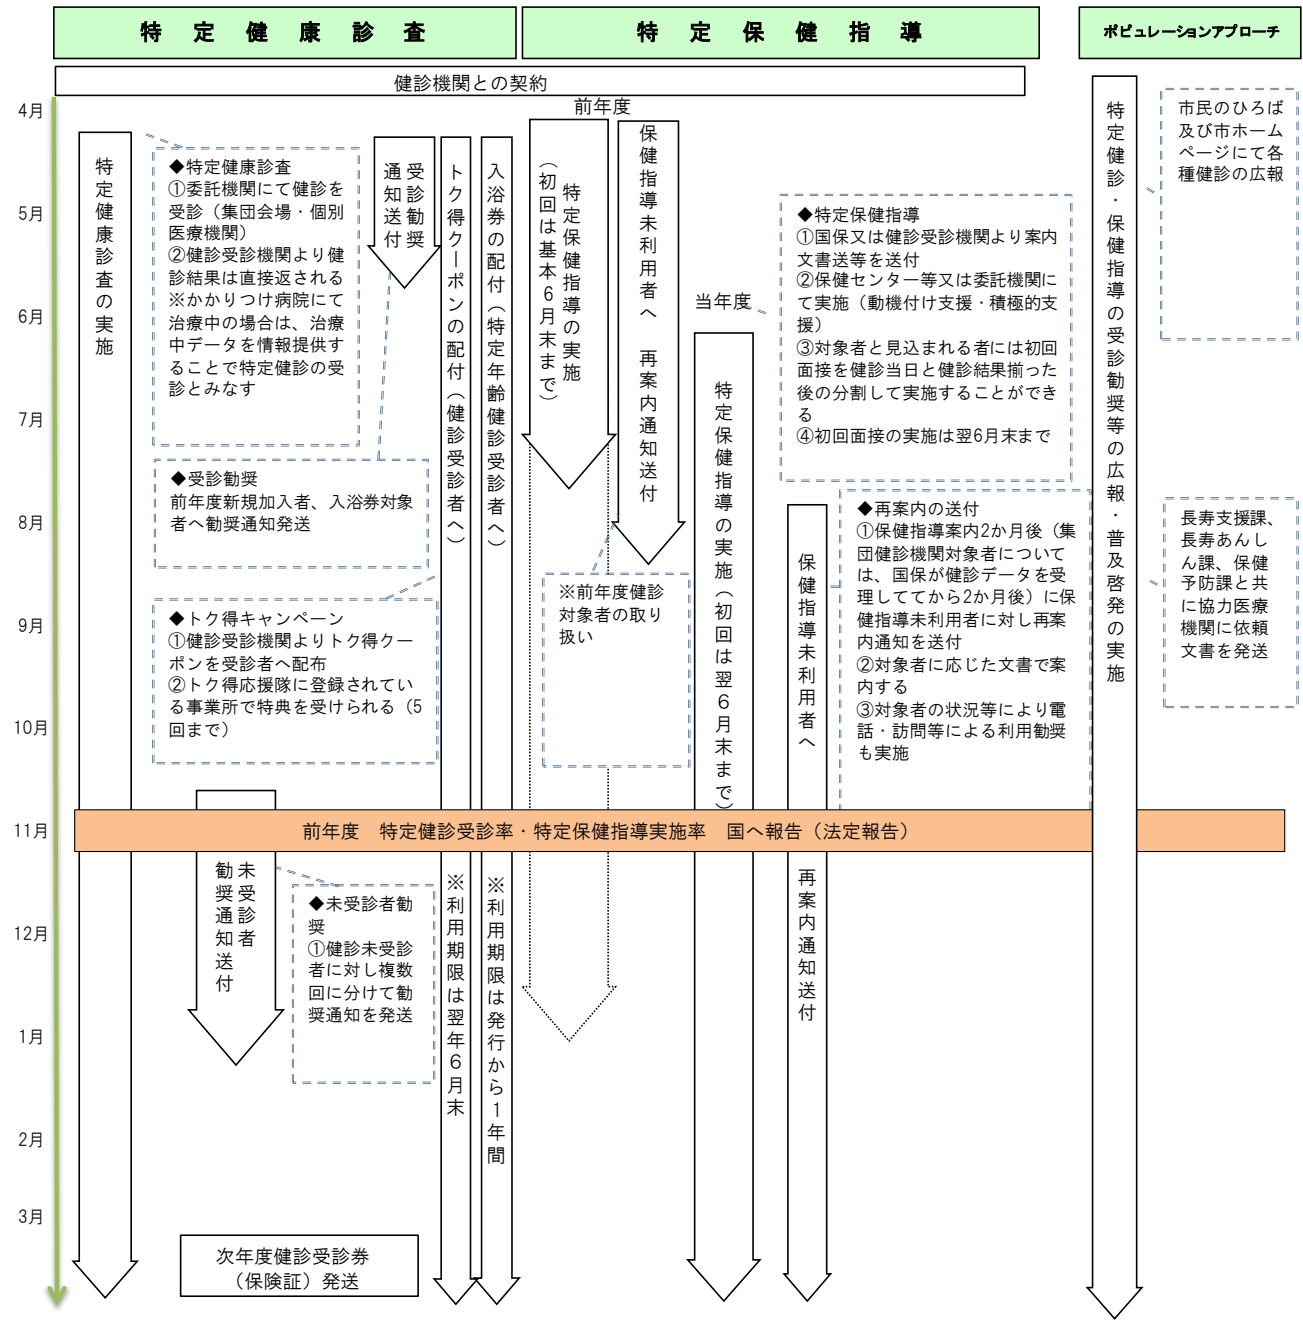 特定健康診査
特定保健指導
ポピュレーションアプローチ
健診機関との契約
4月
5月
6月
7月
8月
9月
10月
11月
12月
1月
2月
3月
特定健康診査の実施
◆特定健康診査
①委託機関にて健診を
受診（集団会場・個別
医療機関）
②健診受診機関より健
診結果は直接返される
※かかりつけ病院にて
治療中の場合は、治療
中データを情報提供す
ることで特定健診の受
診とみなす
受診勧奨
通知送付
◆受診勧奨
前年度新規加入者、入浴券対象
者へ勧奨通知発送
◆トク得キャンペーン
①健診受診機関よりトク得クー
ポンを受診者へ配布
②トク得応援隊に登録されてい
る事業所で特典を受けられる（5
回まで）
未受診者
勧奨通知送付
◆未受診者勧
奨
①健診未受診
者に対し複数
回に分けて勧
奨通知を発送
次年度健診受診券
（保険証）発送
トク得クーポンの配付（健診受診者へ）
※利用期限は翌年６月末
入浴券の配付（特定年齢健診受診者へ）
※利用期限は発行から１年間
前年度
特定保健指導の実施
（初回は基本６月末まで）
保健指導未利用者へ　再案内通知送付
※前年度健診
対象者の取り
扱い
当年度
特定保健指導の実施（初回は翌６月末まで）
◆特定保健指導
①国保又は健診受診機関より案内
文書送等を送付
②保健センター等又は委託機関に
て実施（動機付け支援・積極的支
援）
③対象者と見込まれる者には初回
面接を健診当日と健診結果揃った
後の分割して実施することができ
る
④初回面接の実施は翌6月末まで
保健指導未利用者へ
再案内通知送付
◆再案内の送付
①保健指導案内2か月後（集
団健診機関対象者について
は、国保が健診データを受
理しててから2か月後）に保
健指導未利用者に対し再案
内通知を送付
②対象者に応じた文書で案
内する
③対象者の状況等により電
話・訪問等による利用勧奨
も実施
前年度　特定健診受診率・特定保健指導実施率　国へ報告（法定報告）
特定健診・保健指導の受診勧奨等の広報・普及啓発の実施
市民のひろば
及び市ホーム
ページにて各
種健診の広報
長寿支援課、
長寿あんし
ん課、保健
予防課と共
に協力医療
機関に依頼
文書を発送